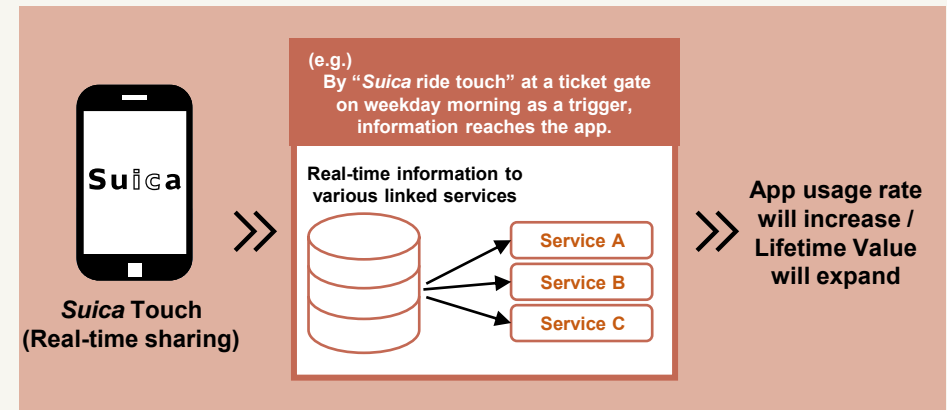 Suica
Suica Touch
(Real-time sharing)
(e.g.)
By “Suica ride touch” at a ticket gate
on weekday morning as a trigger,
information reaches the app.
Real-time information to
various linked services
Service A
Service B
Service C
App usage rate
will increase /
Lifetime Value
will expand